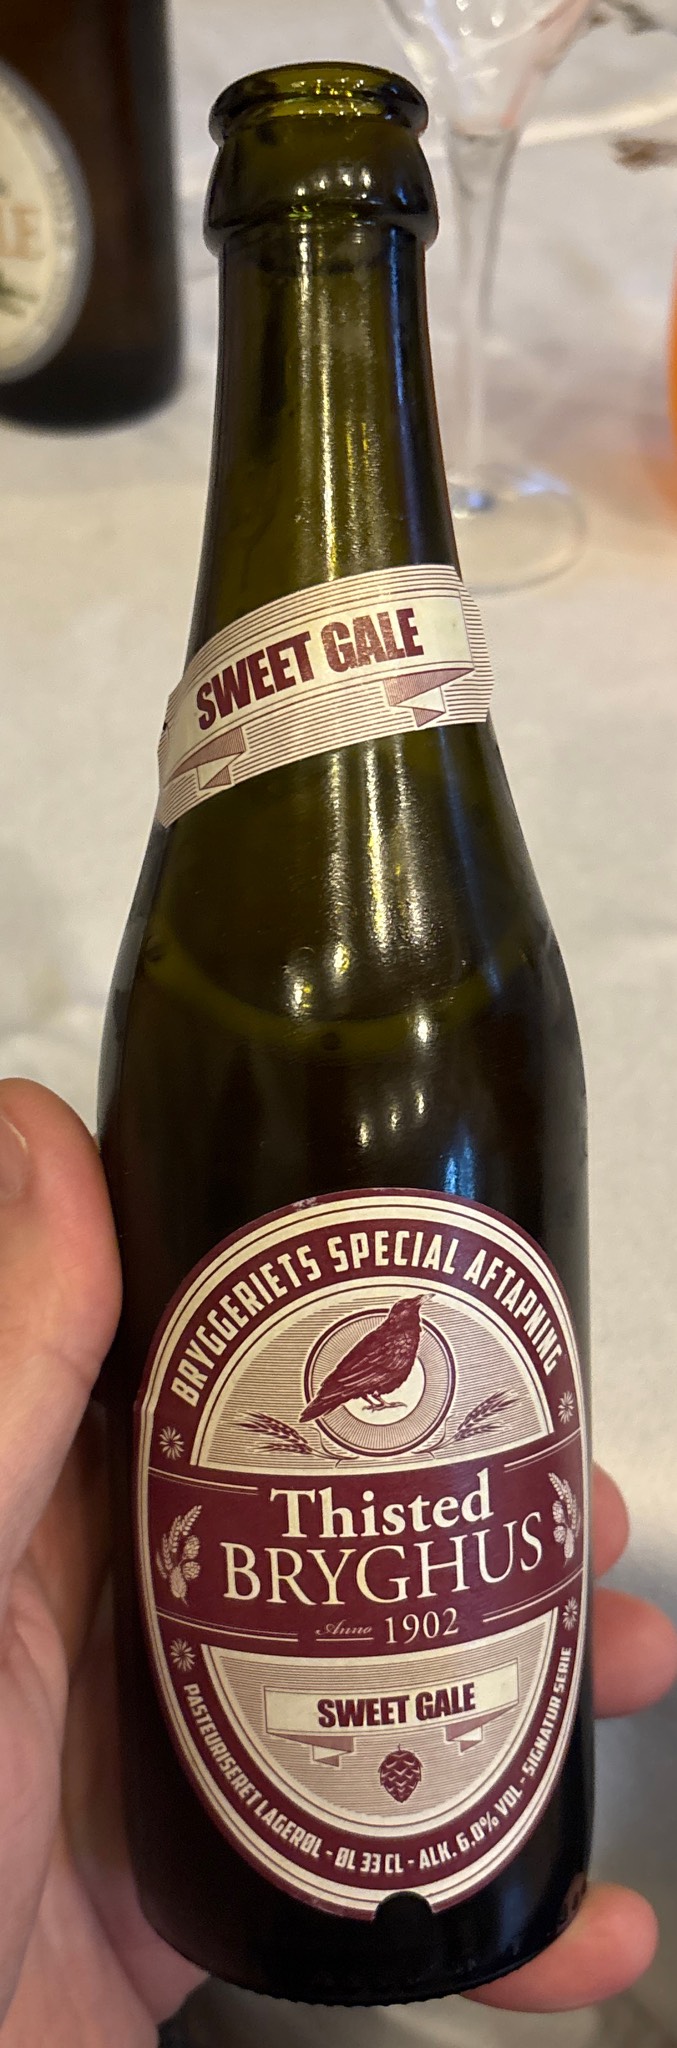 SWEET GALE
BRYGGERIETS SPECIAL AFTAPNING
Thisted
BRYGHUS
Anno 1902
SWEET GALE
PASTEURISERET LAGERØL - ØL 33 CL - ALK. 6.0% VOL - SIGNATUR SERIE